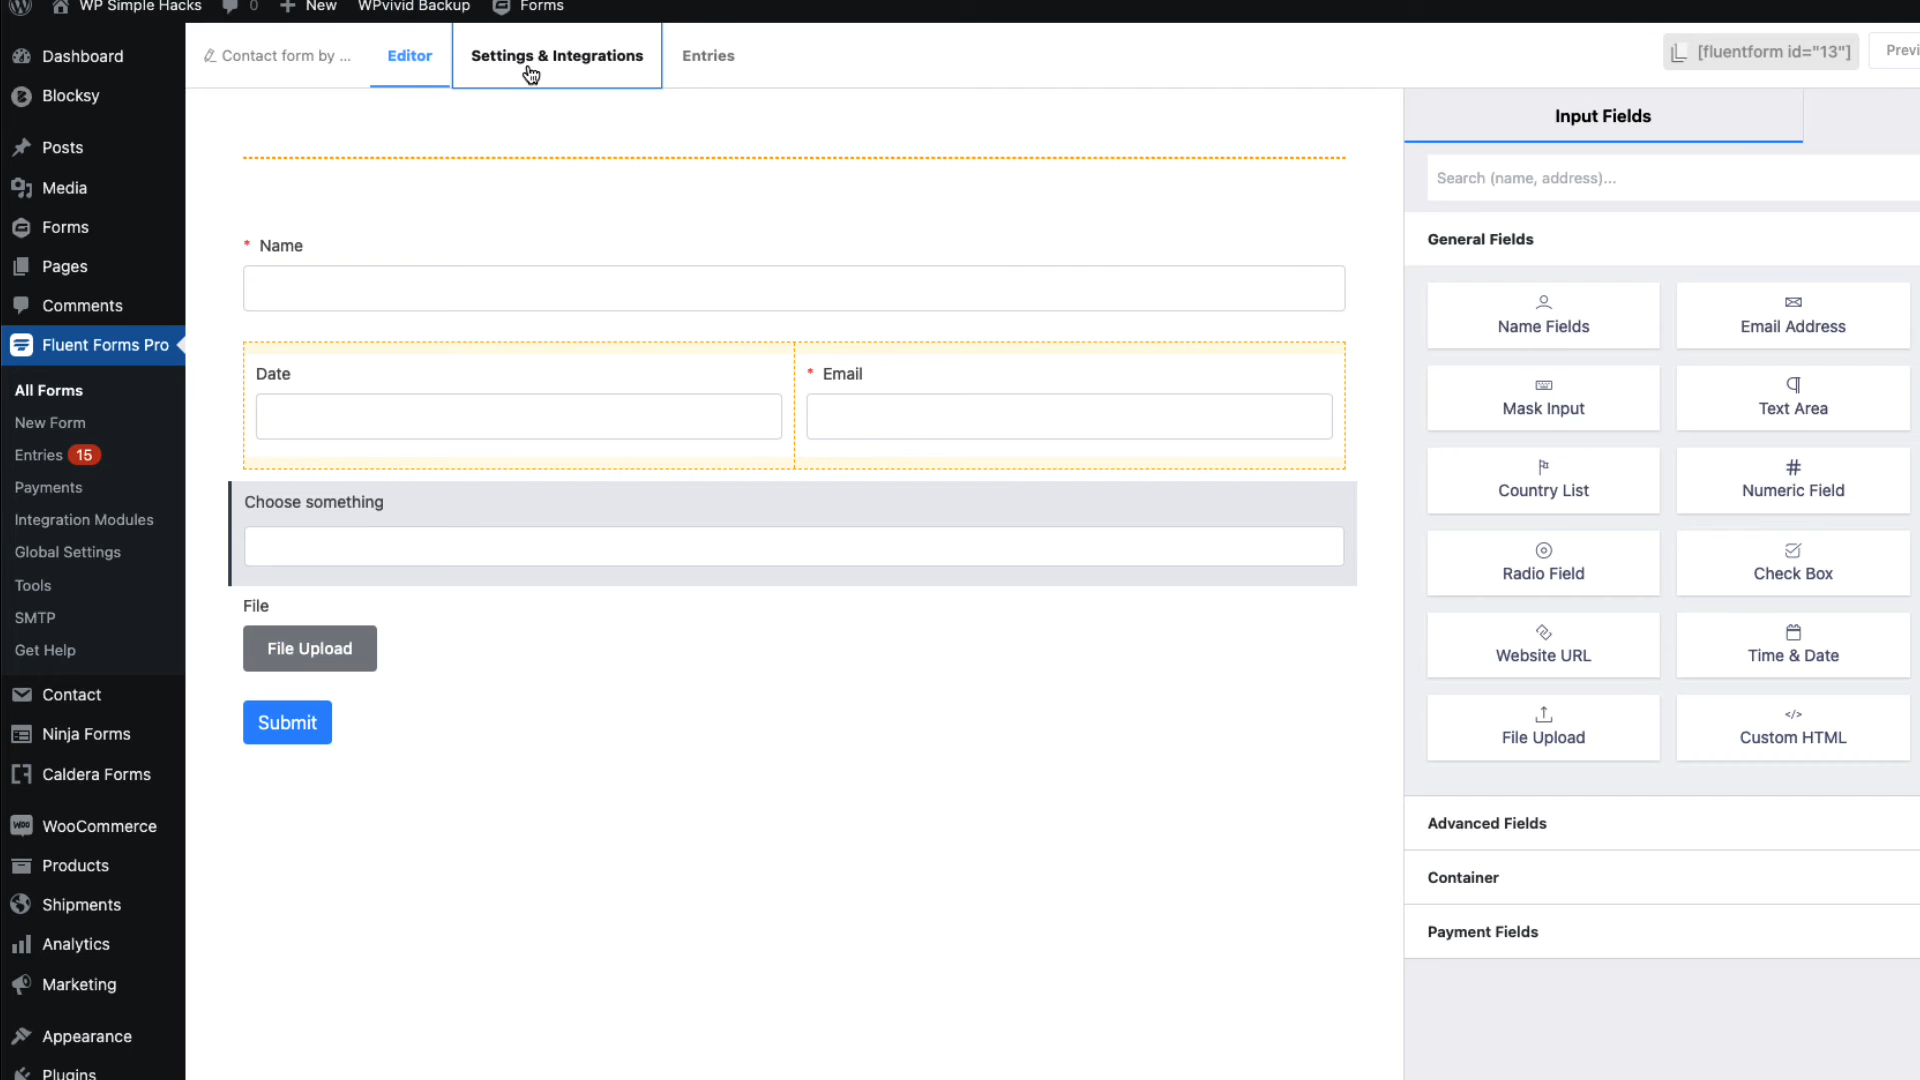 WP Simple Hacks
0
New
WPvivid Backup
Forms
Contact form by ...
Editor
Settings & Integrations
Entries
[fluentform id="13"]
Previ
Dashboard
Blocksy
Posts
Media
Forms
Pages
Comments
Fluent Forms Pro
All Forms
New Form
Entries 15
Payments
Integration Modules
Global Settings
Tools
SMTP
Get Help
Contact
Ninja Forms
Caldera Forms
WooCommerce
Products
Shipments
Analytics
Marketing
Appearance
Plugins
* Name
Date
* Email
Choose something
File
File Upload
Submit
Input Fields
Search (name, address)...
General Fields
Name Fields
Email Address
Mask Input
Text Area
Country List
Numeric Field
Radio Field
Check Box
Website URL
Time & Date
File Upload
Custom HTML
Advanced Fields
Container
Payment Fields